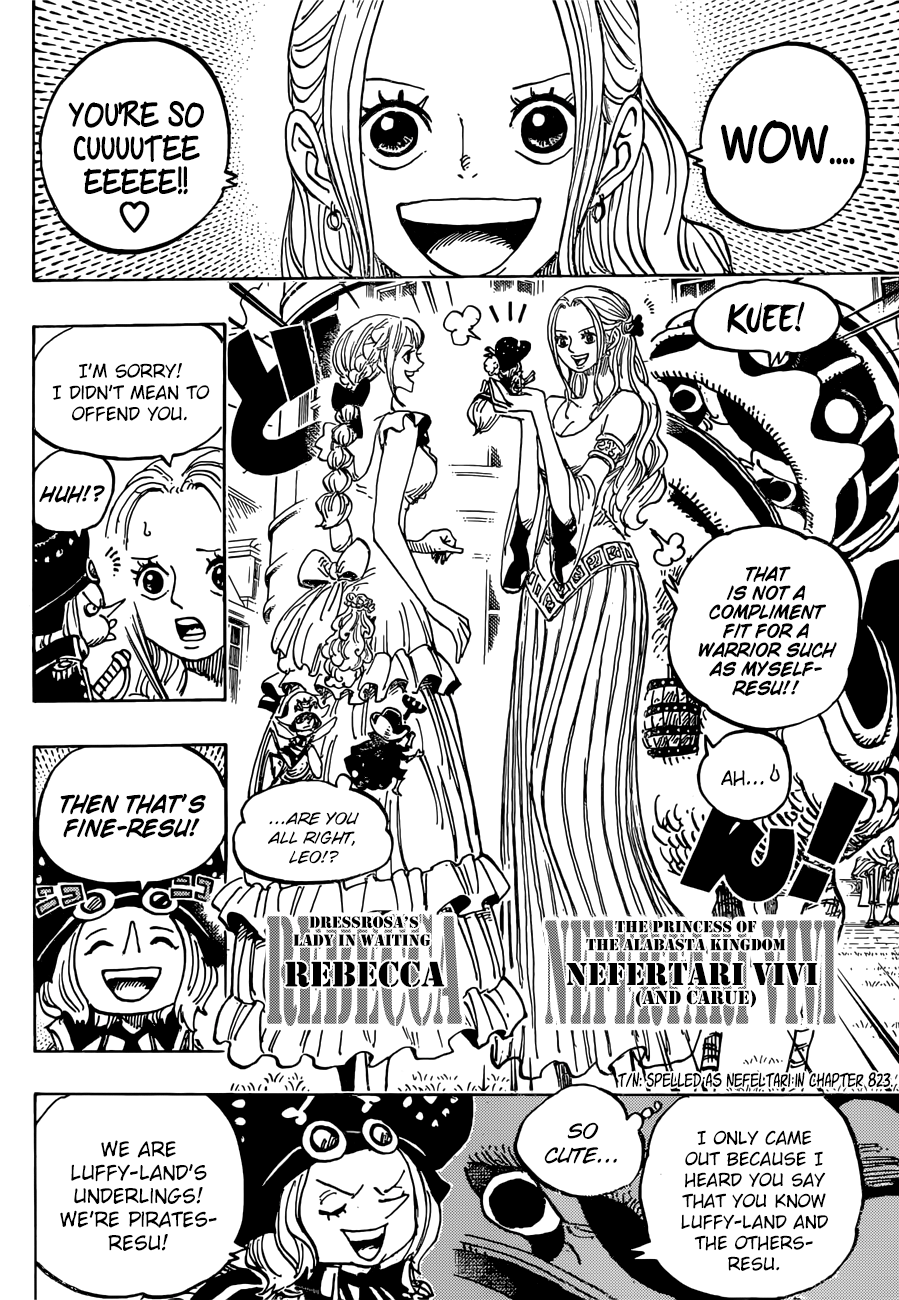 WOW....
YOU'RE SO
CUUUUTEE
EEEEE!!
♡
KUEE!
THAT
IS NOT A
COMPLIMENT
FIT FOR A
WARRIOR SUCH
AS MYSELF-
RESU!!
AH...
...ARE YOU
ALL RIGHT,
LEO!?
DRESSROSA'S
LADY IN WAITING
REBECCA
REBECCA
THE PRINCESS OF
THE ALABASTA KINGDOM
NEFERTARI VIVI
(AND CARUE)
NEFERTARI VIVI
T/N: SPELLED AS NEFELTARI IN CHAPTER 823.
I'M SORRY!
I DIDN'T MEAN TO
OFFEND YOU.
HUH!?
THEN THAT'S
FINE-RESU!
I ONLY CAME
OUT BECAUSE I
HEARD YOU SAY
THAT YOU KNOW
LUFFY-LAND AND
THE OTHERS-
RESU.
SO
CUTE...
WE ARE
LUFFY-LAND'S
UNDERLINGS!
WE'RE PIRATES-
RESU!